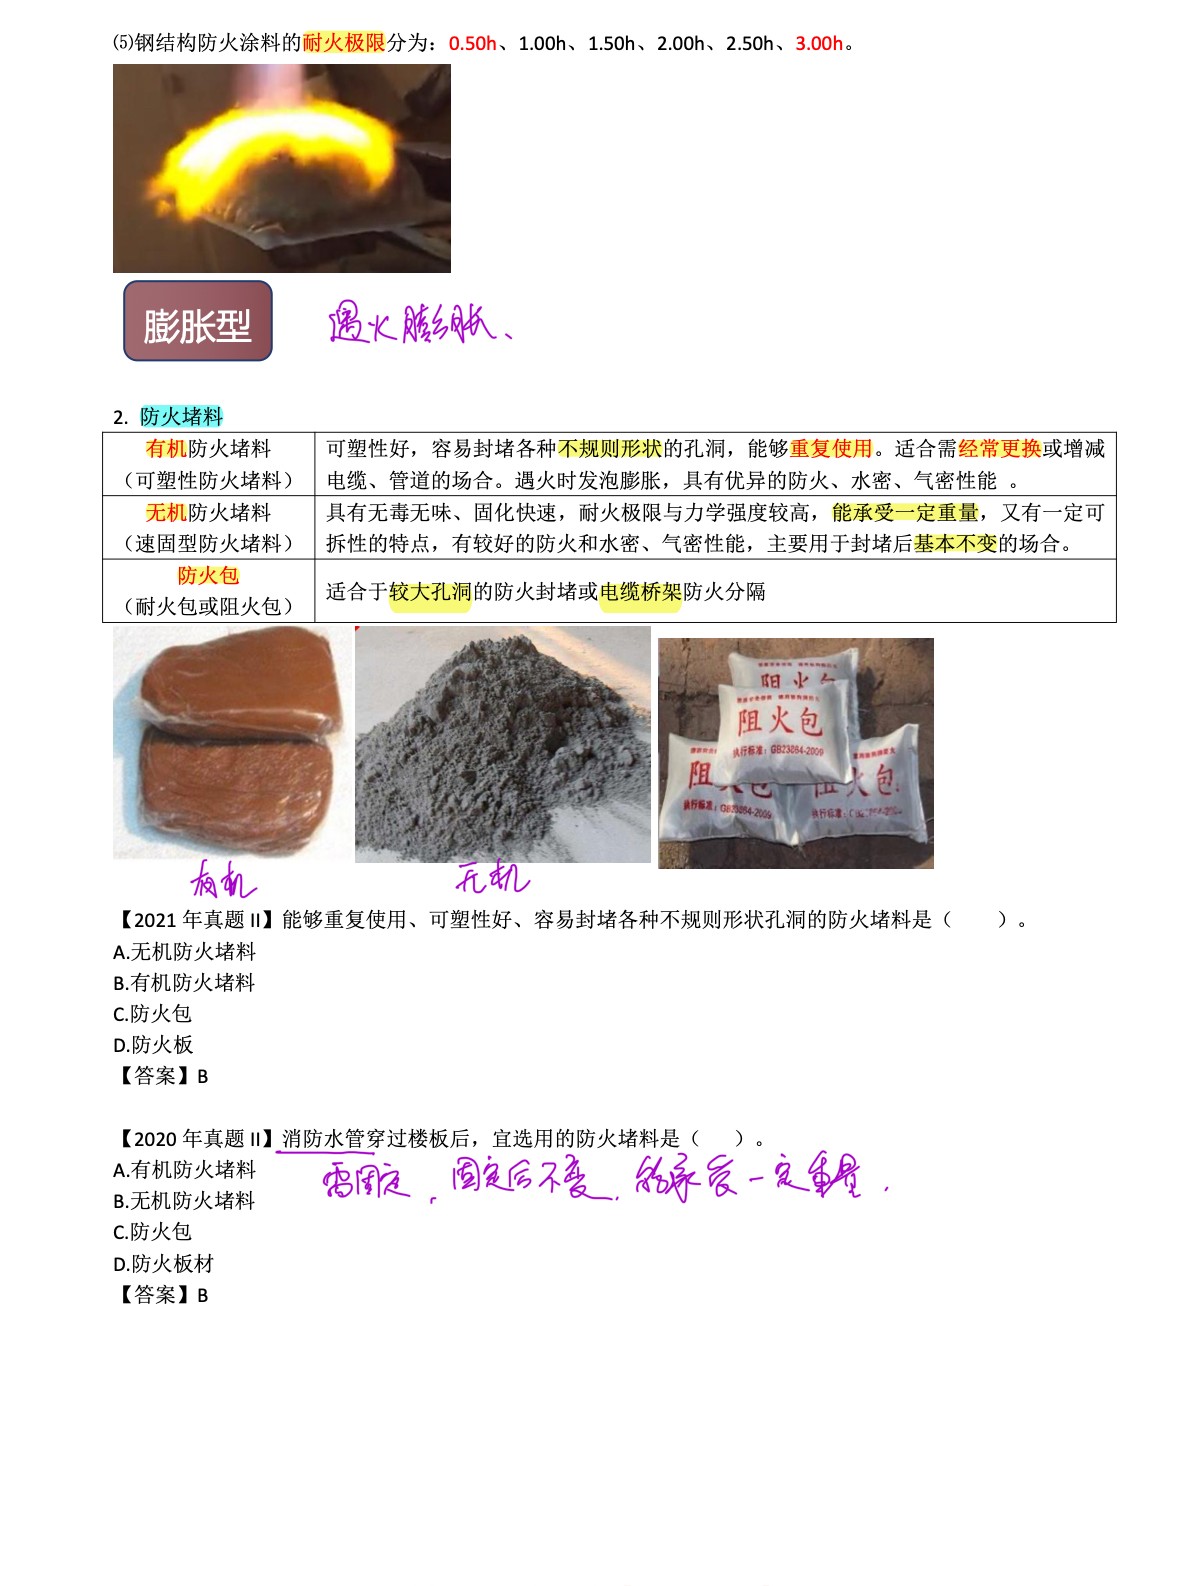 ⑸钢结构防火涂料的耐火极限分为：0.50h、1.00h、1.50h、2.00h、2.50h、3.00h。
膨胀型
遇火膨胀、
2. 防火堵料
有机防火堵料
（可塑性防火堵料）
可塑性好，容易封堵各种不规则形状的孔洞，能够重复使用。适合需经常更换或增减
电缆、管道的场合。遇火时发泡膨胀，具有优异的防火、水密、气密性能 。
无机防火堵料
（速固型防火堵料）
具有无毒无味、固化快速，耐火极限与力学强度较高，能承受一定重量，又有一定可
拆性的特点，有较好的防火和水密、气密性能，主要用于封堵后基本不变的场合。
防火包
（耐火包或阻火包）
适合于较大孔洞的防火封堵或电缆桥架防火分隔
阻火包
阻火包
执行标准：GB23864-2009
阻火包
执行标准：GB23864-2009
阻火包
执行标准：GB23864-2009
有机
无机
【2021 年真题 II】能够重复使用、可塑性好、容易封堵各种不规则形状孔洞的防火堵料是（　　）。
A.无机防火堵料
B.有机防火堵料
C.防火包
D.防火板
【答案】B
【2020 年真题 II】消防水管穿过楼板后，宜选用的防火堵料是（　　）。
需固定，固定后不变，能承受一定重量.
A.有机防火堵料
B.无机防火堵料
C.防火包
D.防火板材
【答案】B